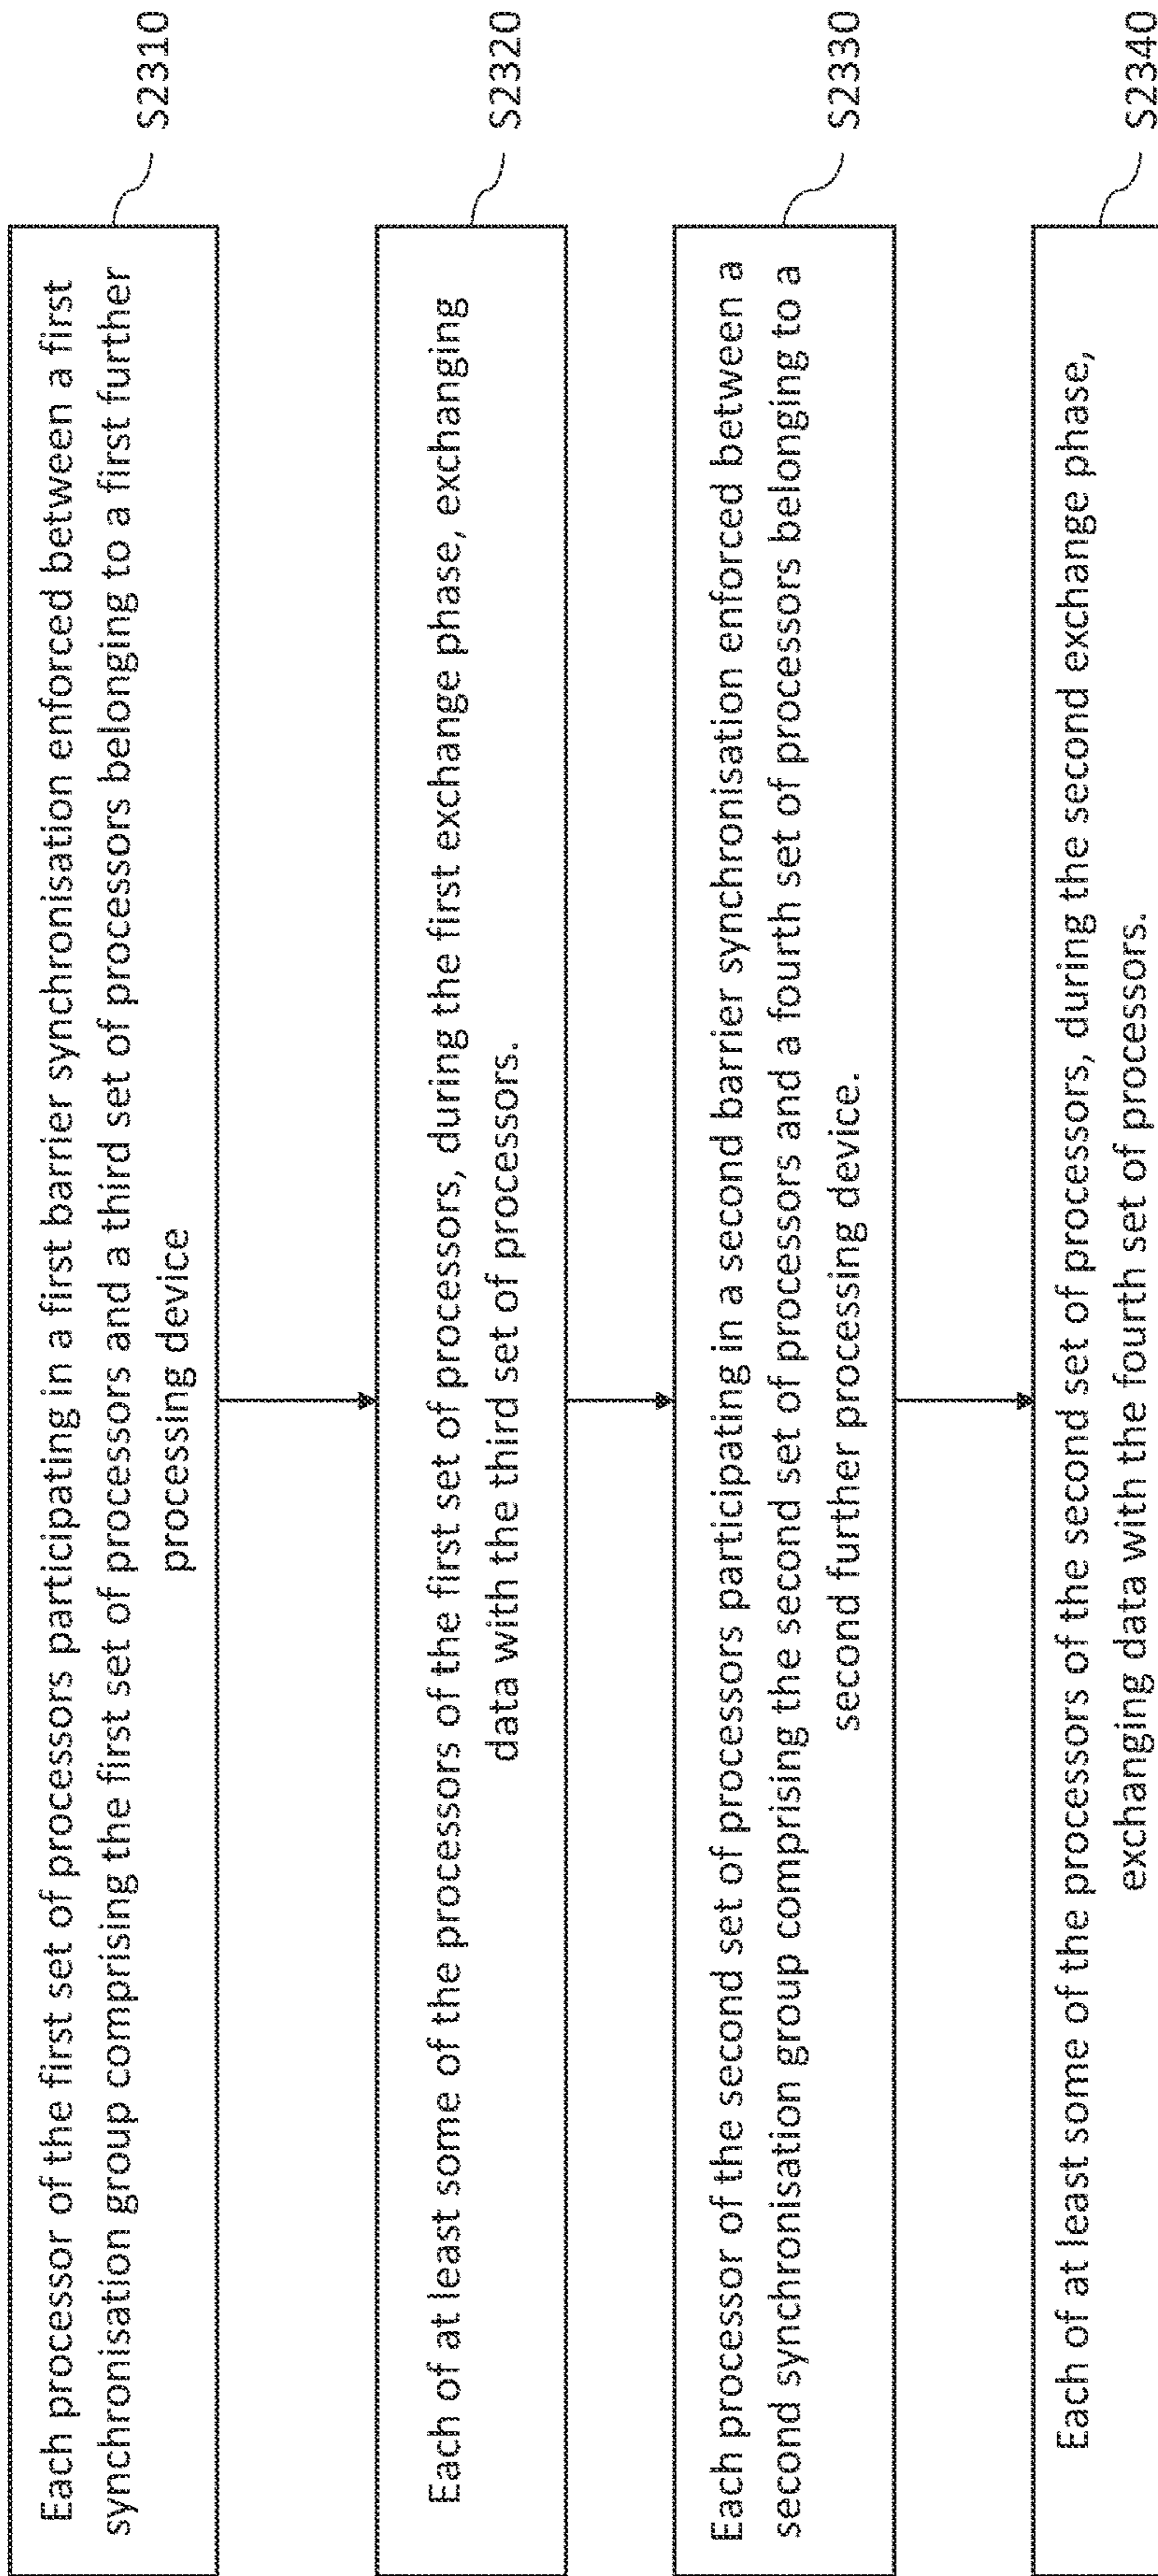 Each processor of the first set of processors participating in a first barrier synchronisation enforced between a first
synchronisation group comprising the first set of processors and a third set of processors belonging to a first further
processing device
S2310
Each of at least some of the processors of the first set of processors, during the first exchange phase, exchanging
data with the third set of processors.
S2320
Each processor of the second set of processors participating in a second barrier synchronisation enforced between a
second synchronisation group comprising the second set of processors and a fourth set of processors belonging to a
second further processing device.
S2330
Each of at least some of the processors of the second set of processors, during the second exchange phase,
exchanging data with the fourth set of processors.
S2340